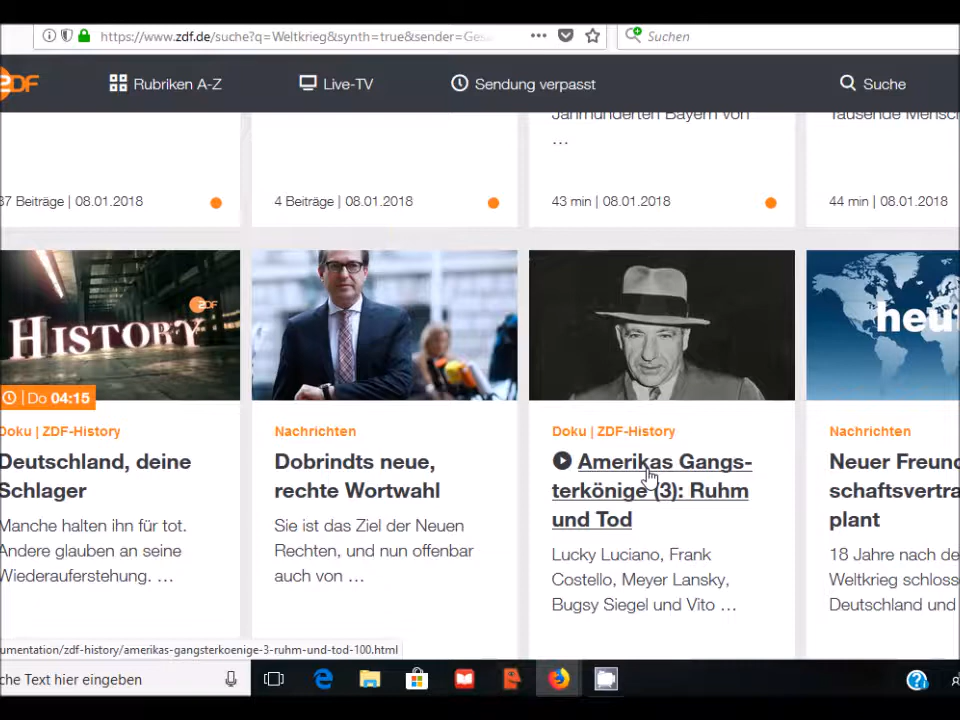 https://www.zdf.de/suche?q=Weltkrieg&synth=true&sender=Ges
Suchen
ZDF
Rubriken A-Z
Live-TV
Sendung verpasst
Suche
Jahrhunderten Bayern von
…
37 Beiträge | 08.01.2018
4 Beiträge | 08.01.2018
43 min | 08.01.2018
44 min | 08.01.2018
HISTORY
ZDF
heu
Do 04:15
Doku | ZDF-History
Deutschland, deine
Schlager
Manche halten ihn für tot.
Andere glauben an seine
Wiederauferstehung. …
Nachrichten
Dobrindts neue,
rechte Wortwahl
Sie ist das Ziel der Neuen
Rechten, und nun offenbar
auch von …
Doku | ZDF-History
Amerikas Gangs-
terkönige (3): Ruhm
und Tod
Lucky Luciano, Frank
Costello, Meyer Lansky,
Bugsy Siegel und Vito …
Nachrichten
Neuer Freund
schaftsvertra
plant
18 Jahre nach de
Weltkrieg schloss
Deutschland und
umentation/zdf-history/amerikas-gangsterkoenige-3-ruhm-und-tod-100.html
che Text hier eingeben